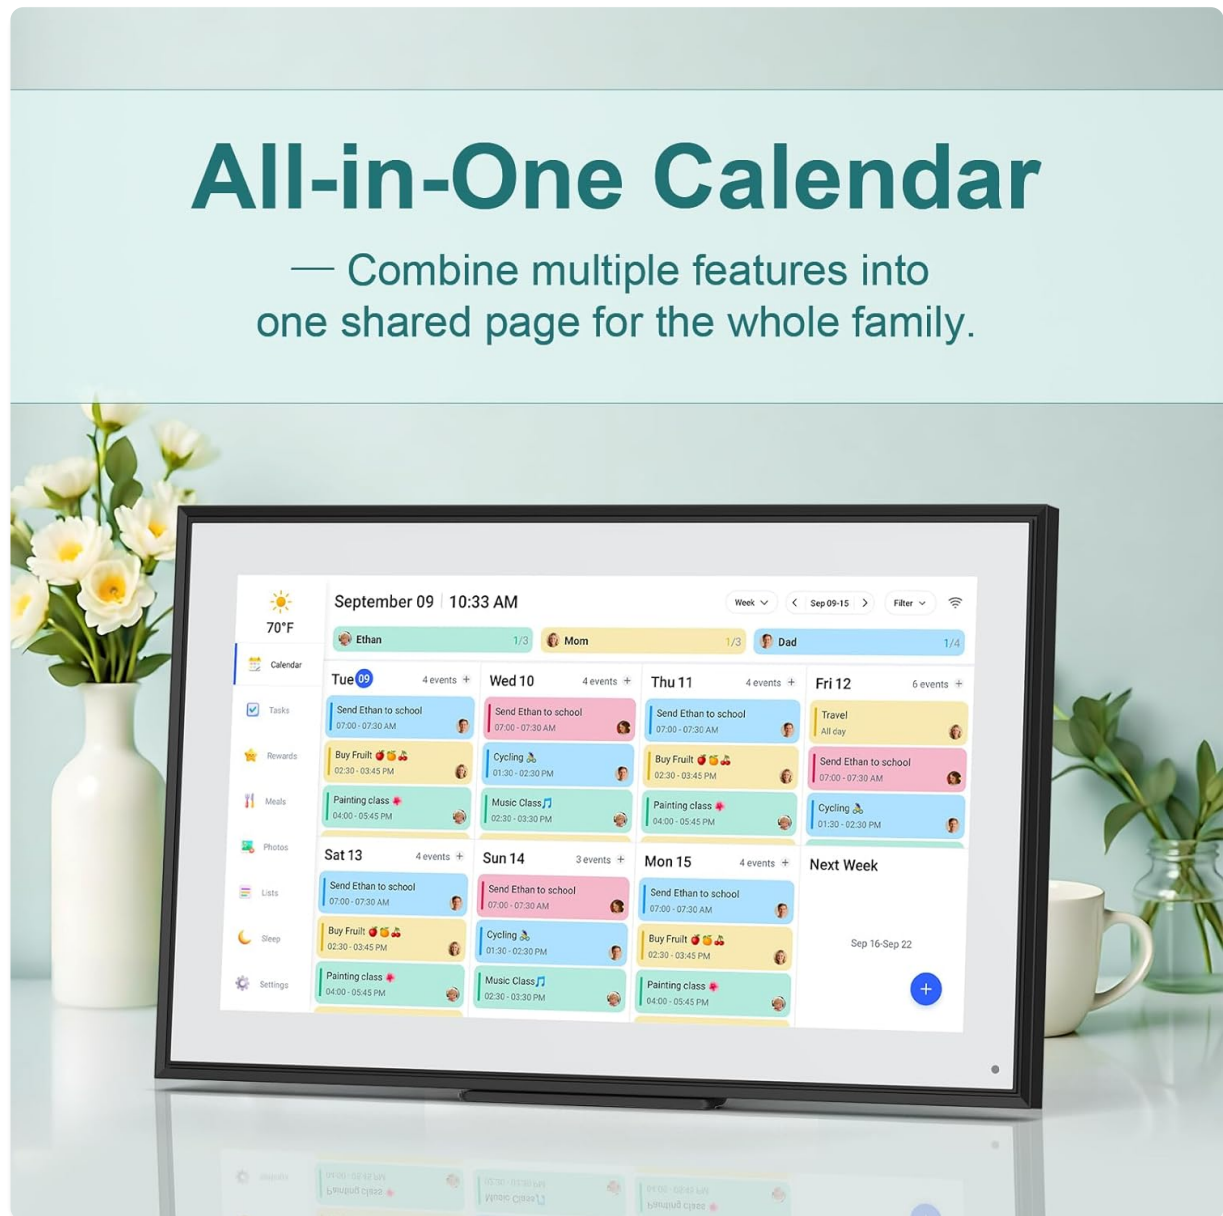 All-in-One Calendar
— Combine multiple features into
one shared page for the whole family.
70°F
Calendar
Tasks
Rewards
Meals
Photos
Lists
Sleep
Settings
September 09 | 10:33 AM
Week
Sep 09-15
Filter
Ethan 1/3
Mom 1/3
Dad 1/4
Tue 09 4 events +
Send Ethan to school
07:00 - 07:30 AM
Buy Fruilt
02:30 - 03:45 PM
Painting class
04:00 - 05:45 PM
Wed 10 4 events +
Send Ethan to school
07:00 - 07:30 AM
Cycling
01:30 - 02:30 PM
Music Class
02:30 - 03:30 PM
Thu 11 4 events +
Send Ethan to school
07:00 - 07:30 AM
Buy Fruilt
02:30 - 03:45 PM
Painting class
04:00 - 05:45 PM
Fri 12 6 events +
Travel
All day
Send Ethan to school
07:00 - 07:30 AM
Cycling
01:30 - 02:30 PM
Sat 13 4 events +
Send Ethan to school
07:00 - 07:30 AM
Buy Fruilt
02:30 - 03:45 PM
Painting class
04:00 - 05:45 PM
Sun 14 3 events +
Send Ethan to school
07:00 - 07:30 AM
Cycling
01:30 - 02:30 PM
Music Class
02:30 - 03:30 PM
Mon 15 4 events +
Send Ethan to school
07:00 - 07:30 AM
Buy Fruilt
02:30 - 03:45 PM
Painting class
04:00 - 05:45 PM
Next Week
Sep 16-Sep 22
+